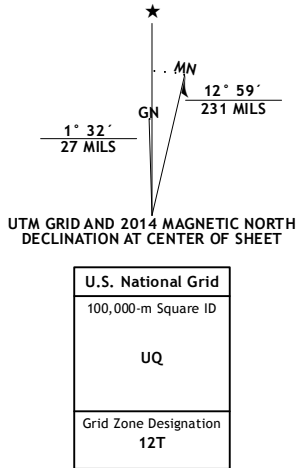 MN
GN
12° 59´
231 MILS
1° 32´
27 MILS
UTM GRID AND 2014 MAGNETIC NORTH
DECLINATION AT CENTER OF SHEET
U.S. National Grid
100,000-m Square ID
UQ
Grid Zone Designation
12T